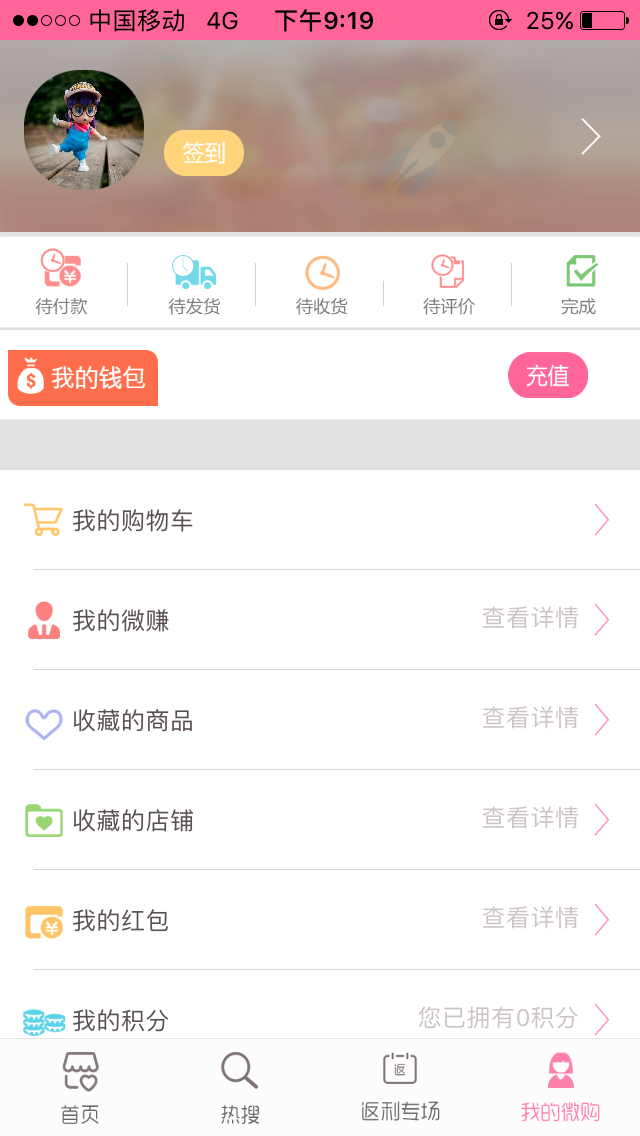 中国移动 4G 下午9:19 25%
签到
待付款 待发货 待收货 待评价 完成
我的钱包 充值
我的购物车
我的微赚 查看详情
收藏的商品 查看详情
收藏的店铺 查看详情
我的红包 查看详情
我的积分 您已拥有0积分
返
首页 热搜 返利专场 我的微购